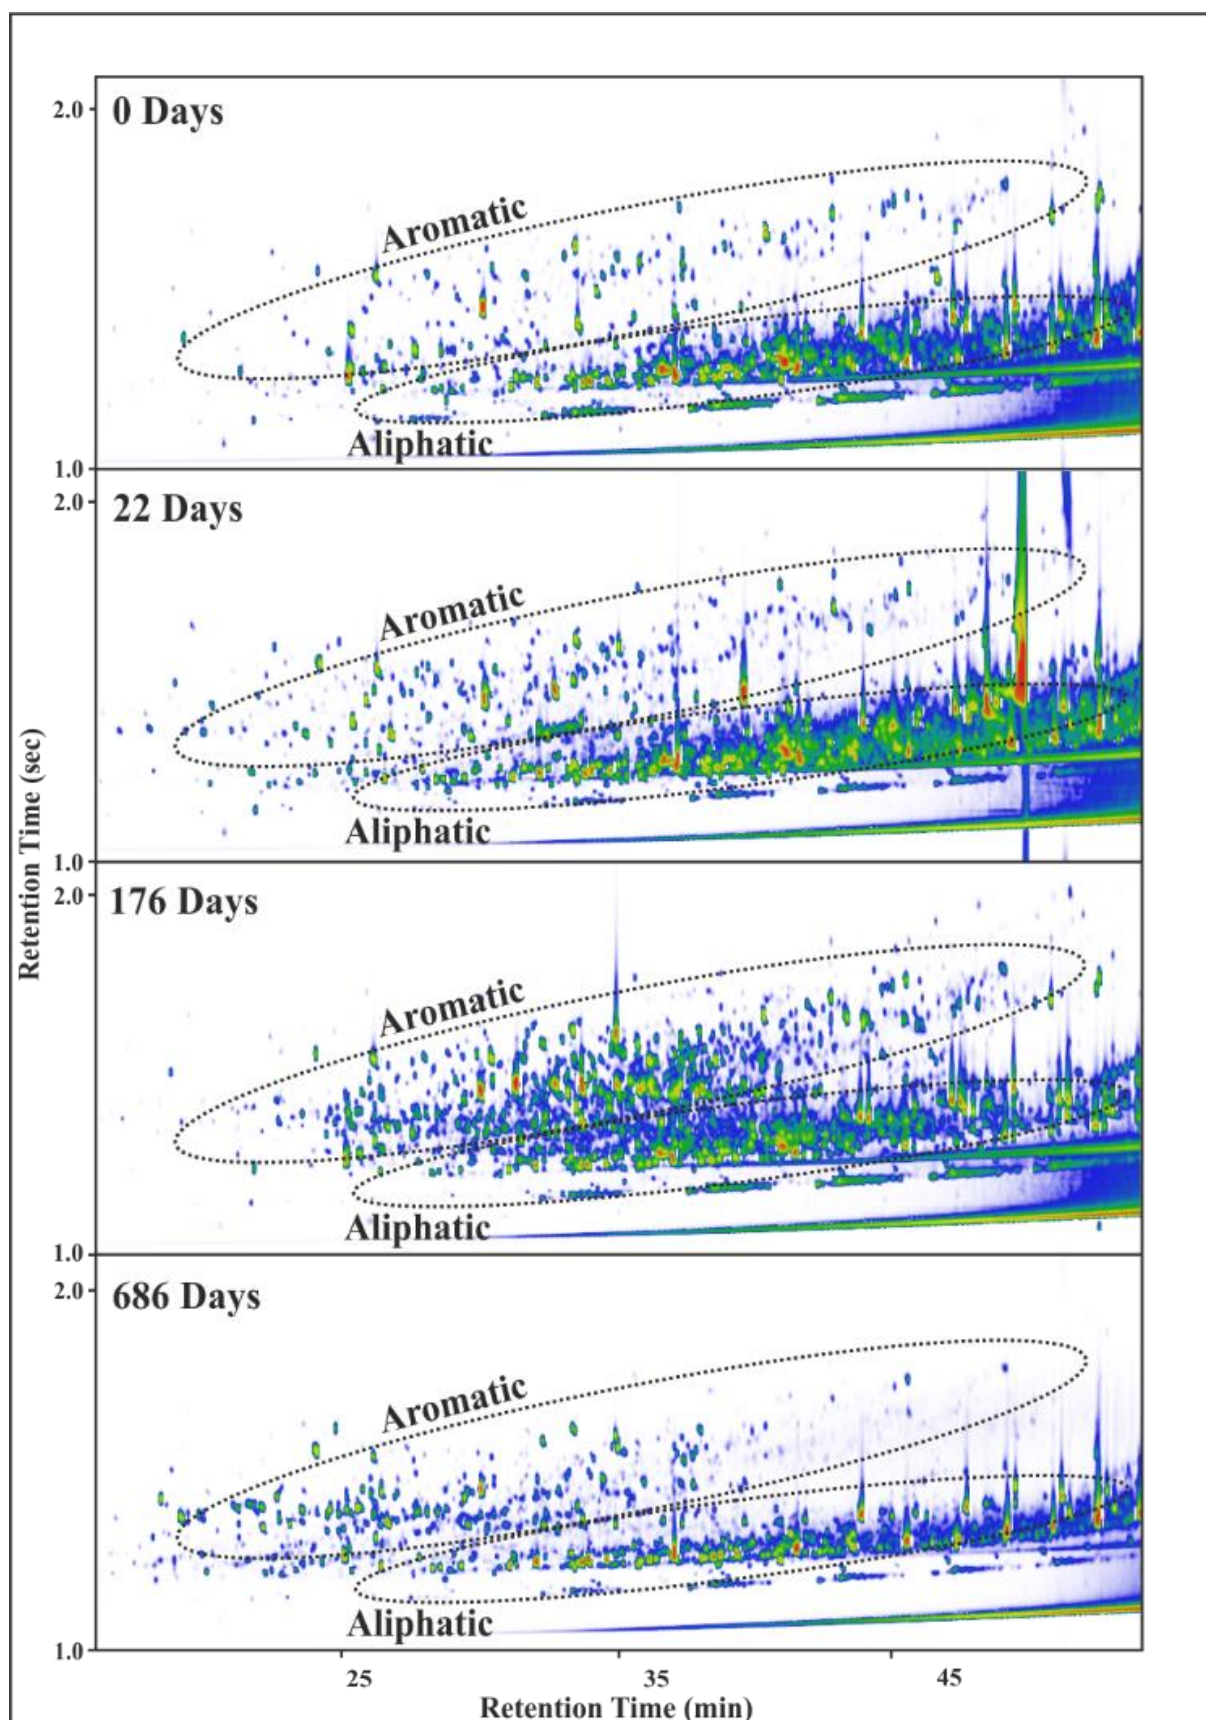 0 Days
2.0
Aromatic
Aliphatic
1.0
22 Days
2.0
Aromatic
Aliphatic
1.0
176 Days
2.0
Aromatic
Aliphatic
1.0
686 Days
2.0
Aromatic
Aliphatic
1.0
Retention Time (sec)
25 35 45
Retention Time (min)